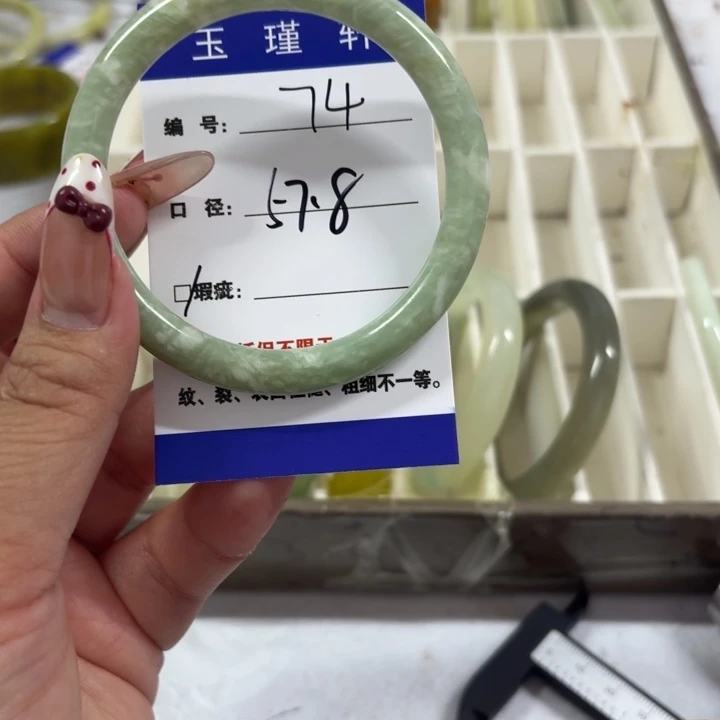 玉 瑾 轩
编 号: 74
口 径: 57.8
□瑕疵:
纹、裂、粗细不一等。